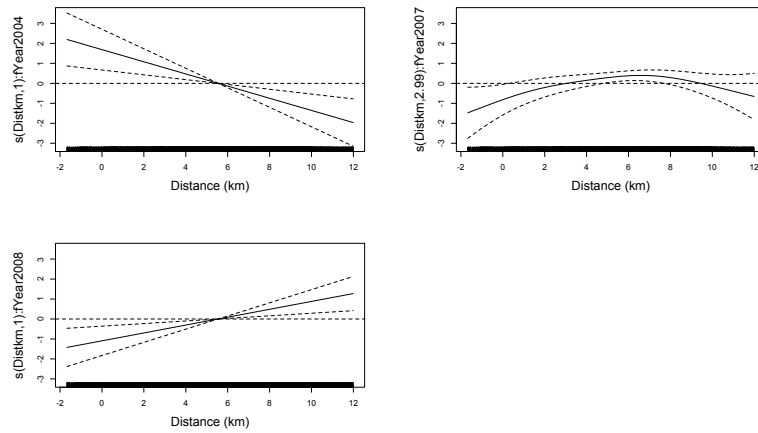 s(Distkm,1):fYear2004
3
2
1
0
-1
-2
-3
-2 0 2 4 6 8 10 12
Distance (km)
s(Distkm,2.99):fYear2007
3
2
1
0
-1
-2
-3
-2 0 2 4 6 8 10 12
Distance (km)
s(Distkm,1):fYear2008
3
2
1
0
-1
-2
-3
-2 0 2 4 6 8 10 12
Distance (km)